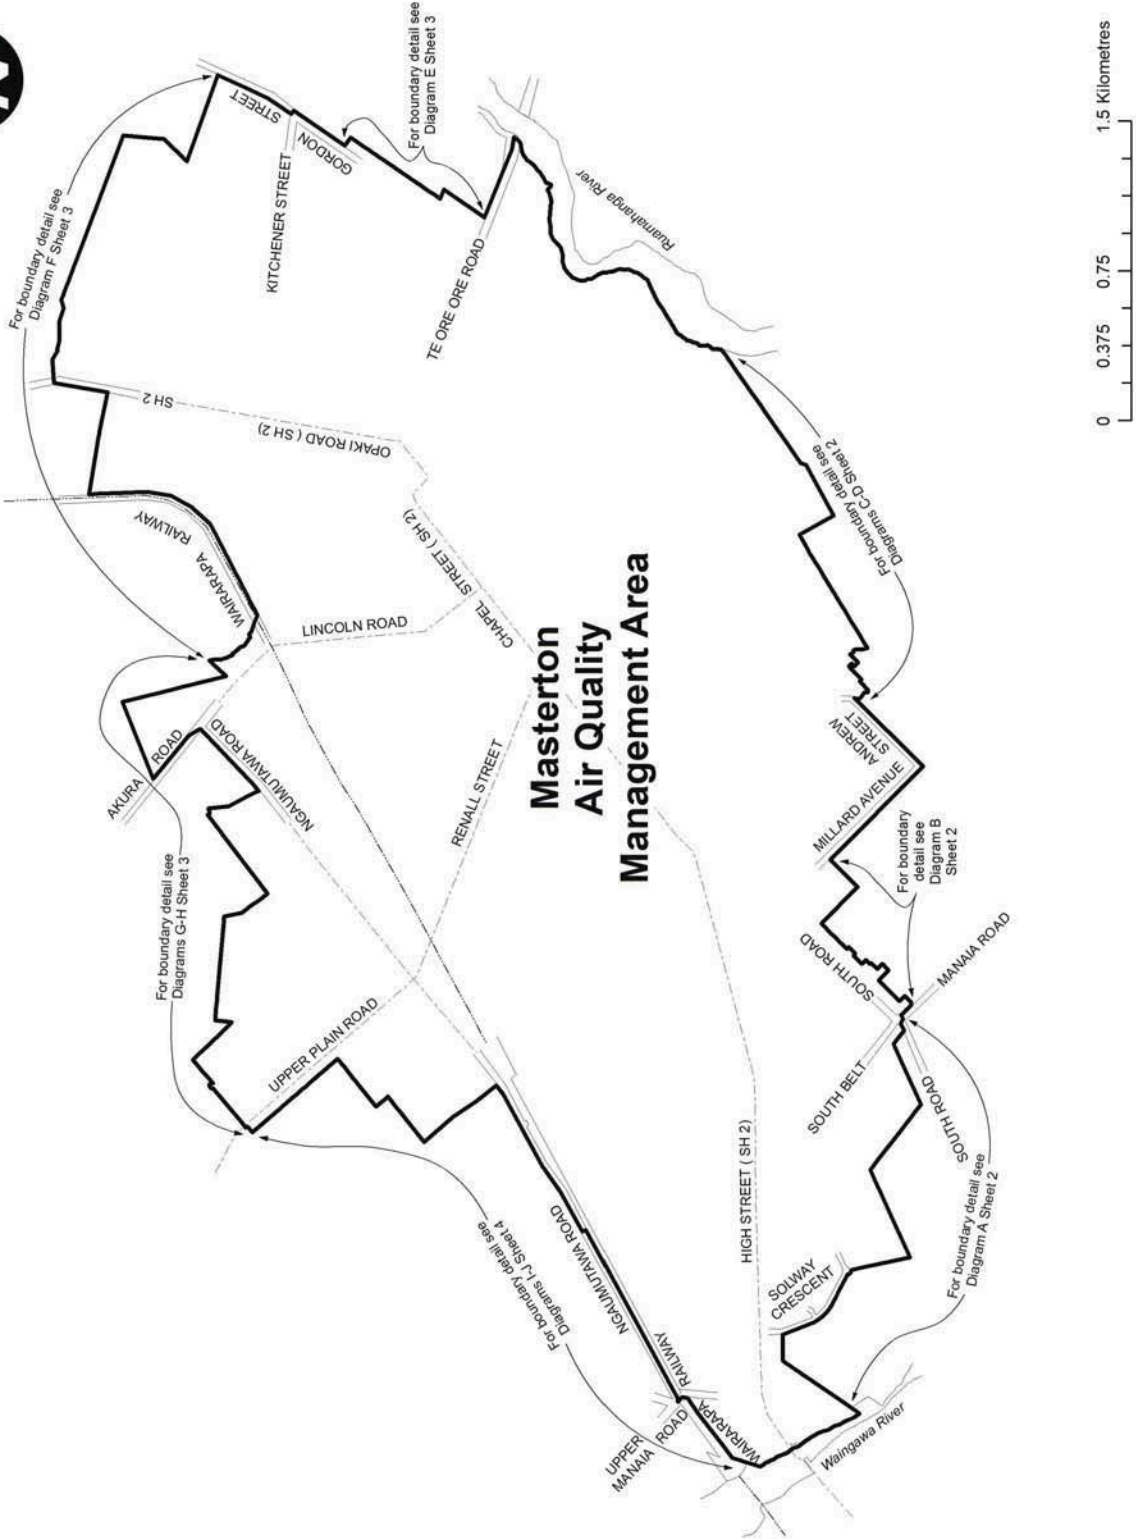 For boundary detail see
Diagram E Sheet 3
For boundary detail see
Diagram F Sheet 3
STREET
GORDON
KITCHENER STREET
TE ORE ORE ROAD
Ruamahanga River
SH 2
OPAKI ROAD ( SH 2)
RAILWAY
WAIRARAPA
LINCOLN ROAD
CHAPEL STREET ( SH 2)
AKURA ROAD
NGAUMUTAWA ROAD
For boundary detail see
Diagrams G-H Sheet 3
RENALL STREET
UPPER PLAIN ROAD
Masterton
Air Quality
Management Area
For boundary detail see
Diagrams C-D Sheet 2
ANDREW
STREET
MILLARD AVENUE
For boundary
detail see
Diagram B
Sheet 2
SOUTH ROAD
MANAIA ROAD
SOUTH BELT
SOUTH ROAD
For boundary detail see
Diagram A Sheet 2
HIGH STREET ( SH 2)
SOLWAY
CRESCENT
For boundary detail see
Diagrams I-J Sheet 4
NGAUMUTAWA ROAD
RAILWAY
WAIRARAPA
UPPER
MANAIA ROAD
Waingawa River
0 0.375 0.75 1.5 Kilometres